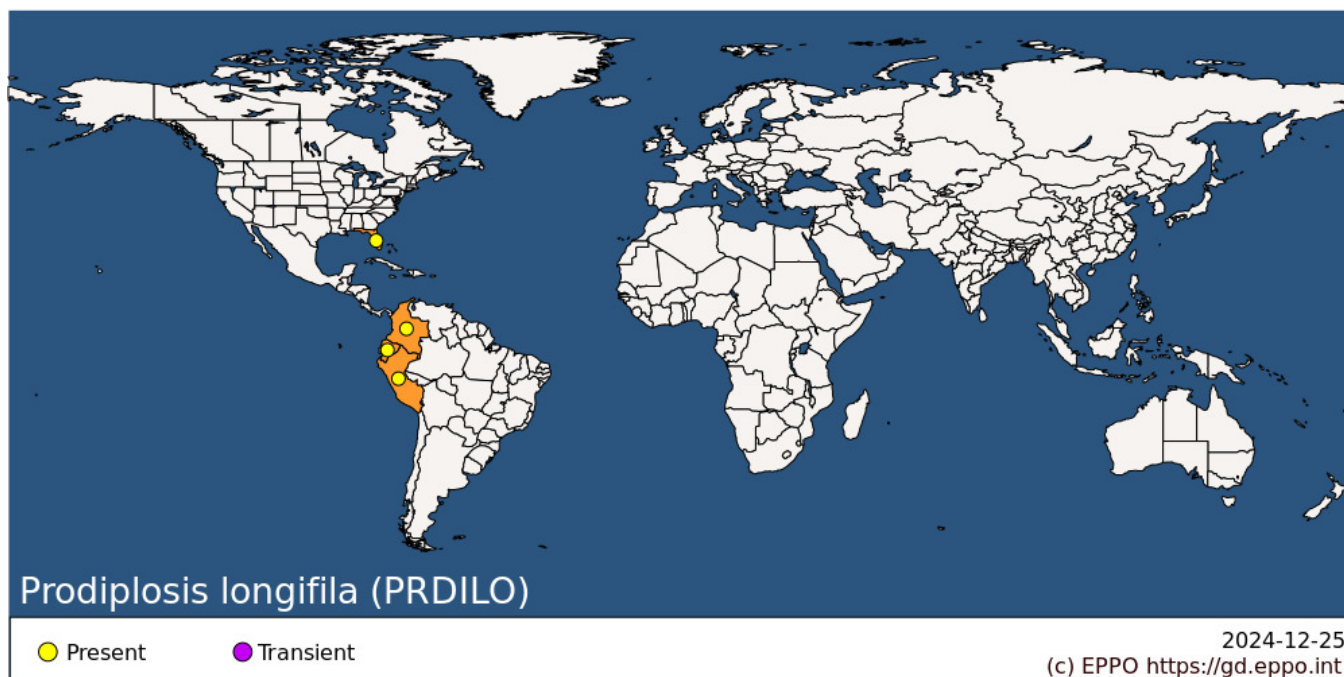 Prodiplosis longifila (PRDILO)
Present
Transient
2024-12-25
(c) EPPO https://gd.eppo.int